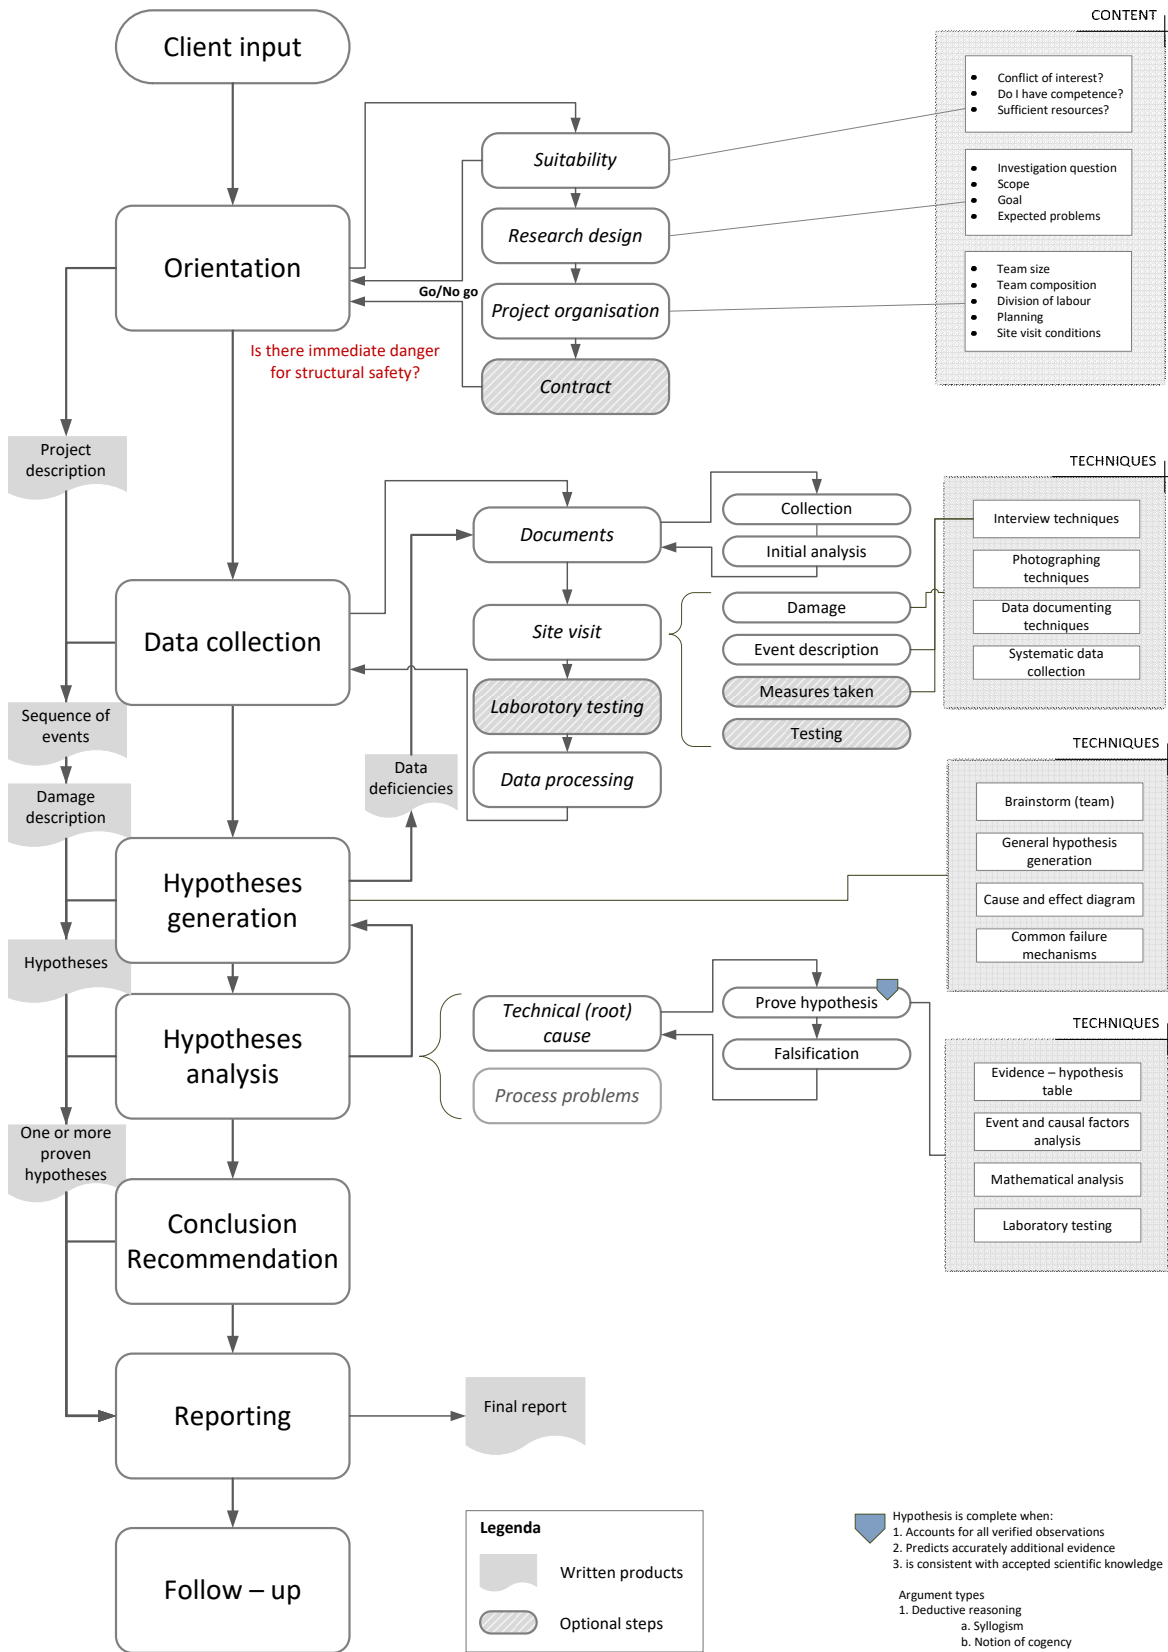 CONTENT
Client input
Conflict of interest?
Do I have competence?
Sufficient resources?
Suitability
Investigation question
Scope
Goal
Expected problems
Research design
Orientation
Go/No go
Project organisation
Team size
Team composition
Division of labour
Planning
Site visit conditions
Is there immediate danger
for structural safety?
Contract
Project
description
TECHNIQUES
Documents
Collection
Initial analysis
Interview techniques
Photographing
techniques
Data documenting
techniques
Systematic data
collection
Data collection
Site visit
Damage
Event description
Measures taken
Testing
Laborotory testing
Data processing
Sequence of
events
Damage
description
Data
deficiencies
TECHNIQUES
Brainstorm (team)
General hypothesis
generation
Cause and effect diagram
Common failure
mechanisms
Hypotheses
generation
Hypotheses
Hypotheses
analysis
Technical (root)
cause
Process problems
Prove hypothesis
Falsification
TECHNIQUES
Evidence – hypothesis
table
Event and causal factors
analysis
Mathematical analysis
Laboratory testing
One or more
proven
hypotheses
Conclusion
Recommendation
Reporting
Final report
Follow – up
Legenda
Written products
Optional steps
Hypothesis is complete when:
1. Accounts for all verified observations
2. Predicts accurately additional evidence
3. is consistent with accepted scientific knowledge
Argument types
1. Deductive reasoning
a. Syllogism
b. Notion of cogency